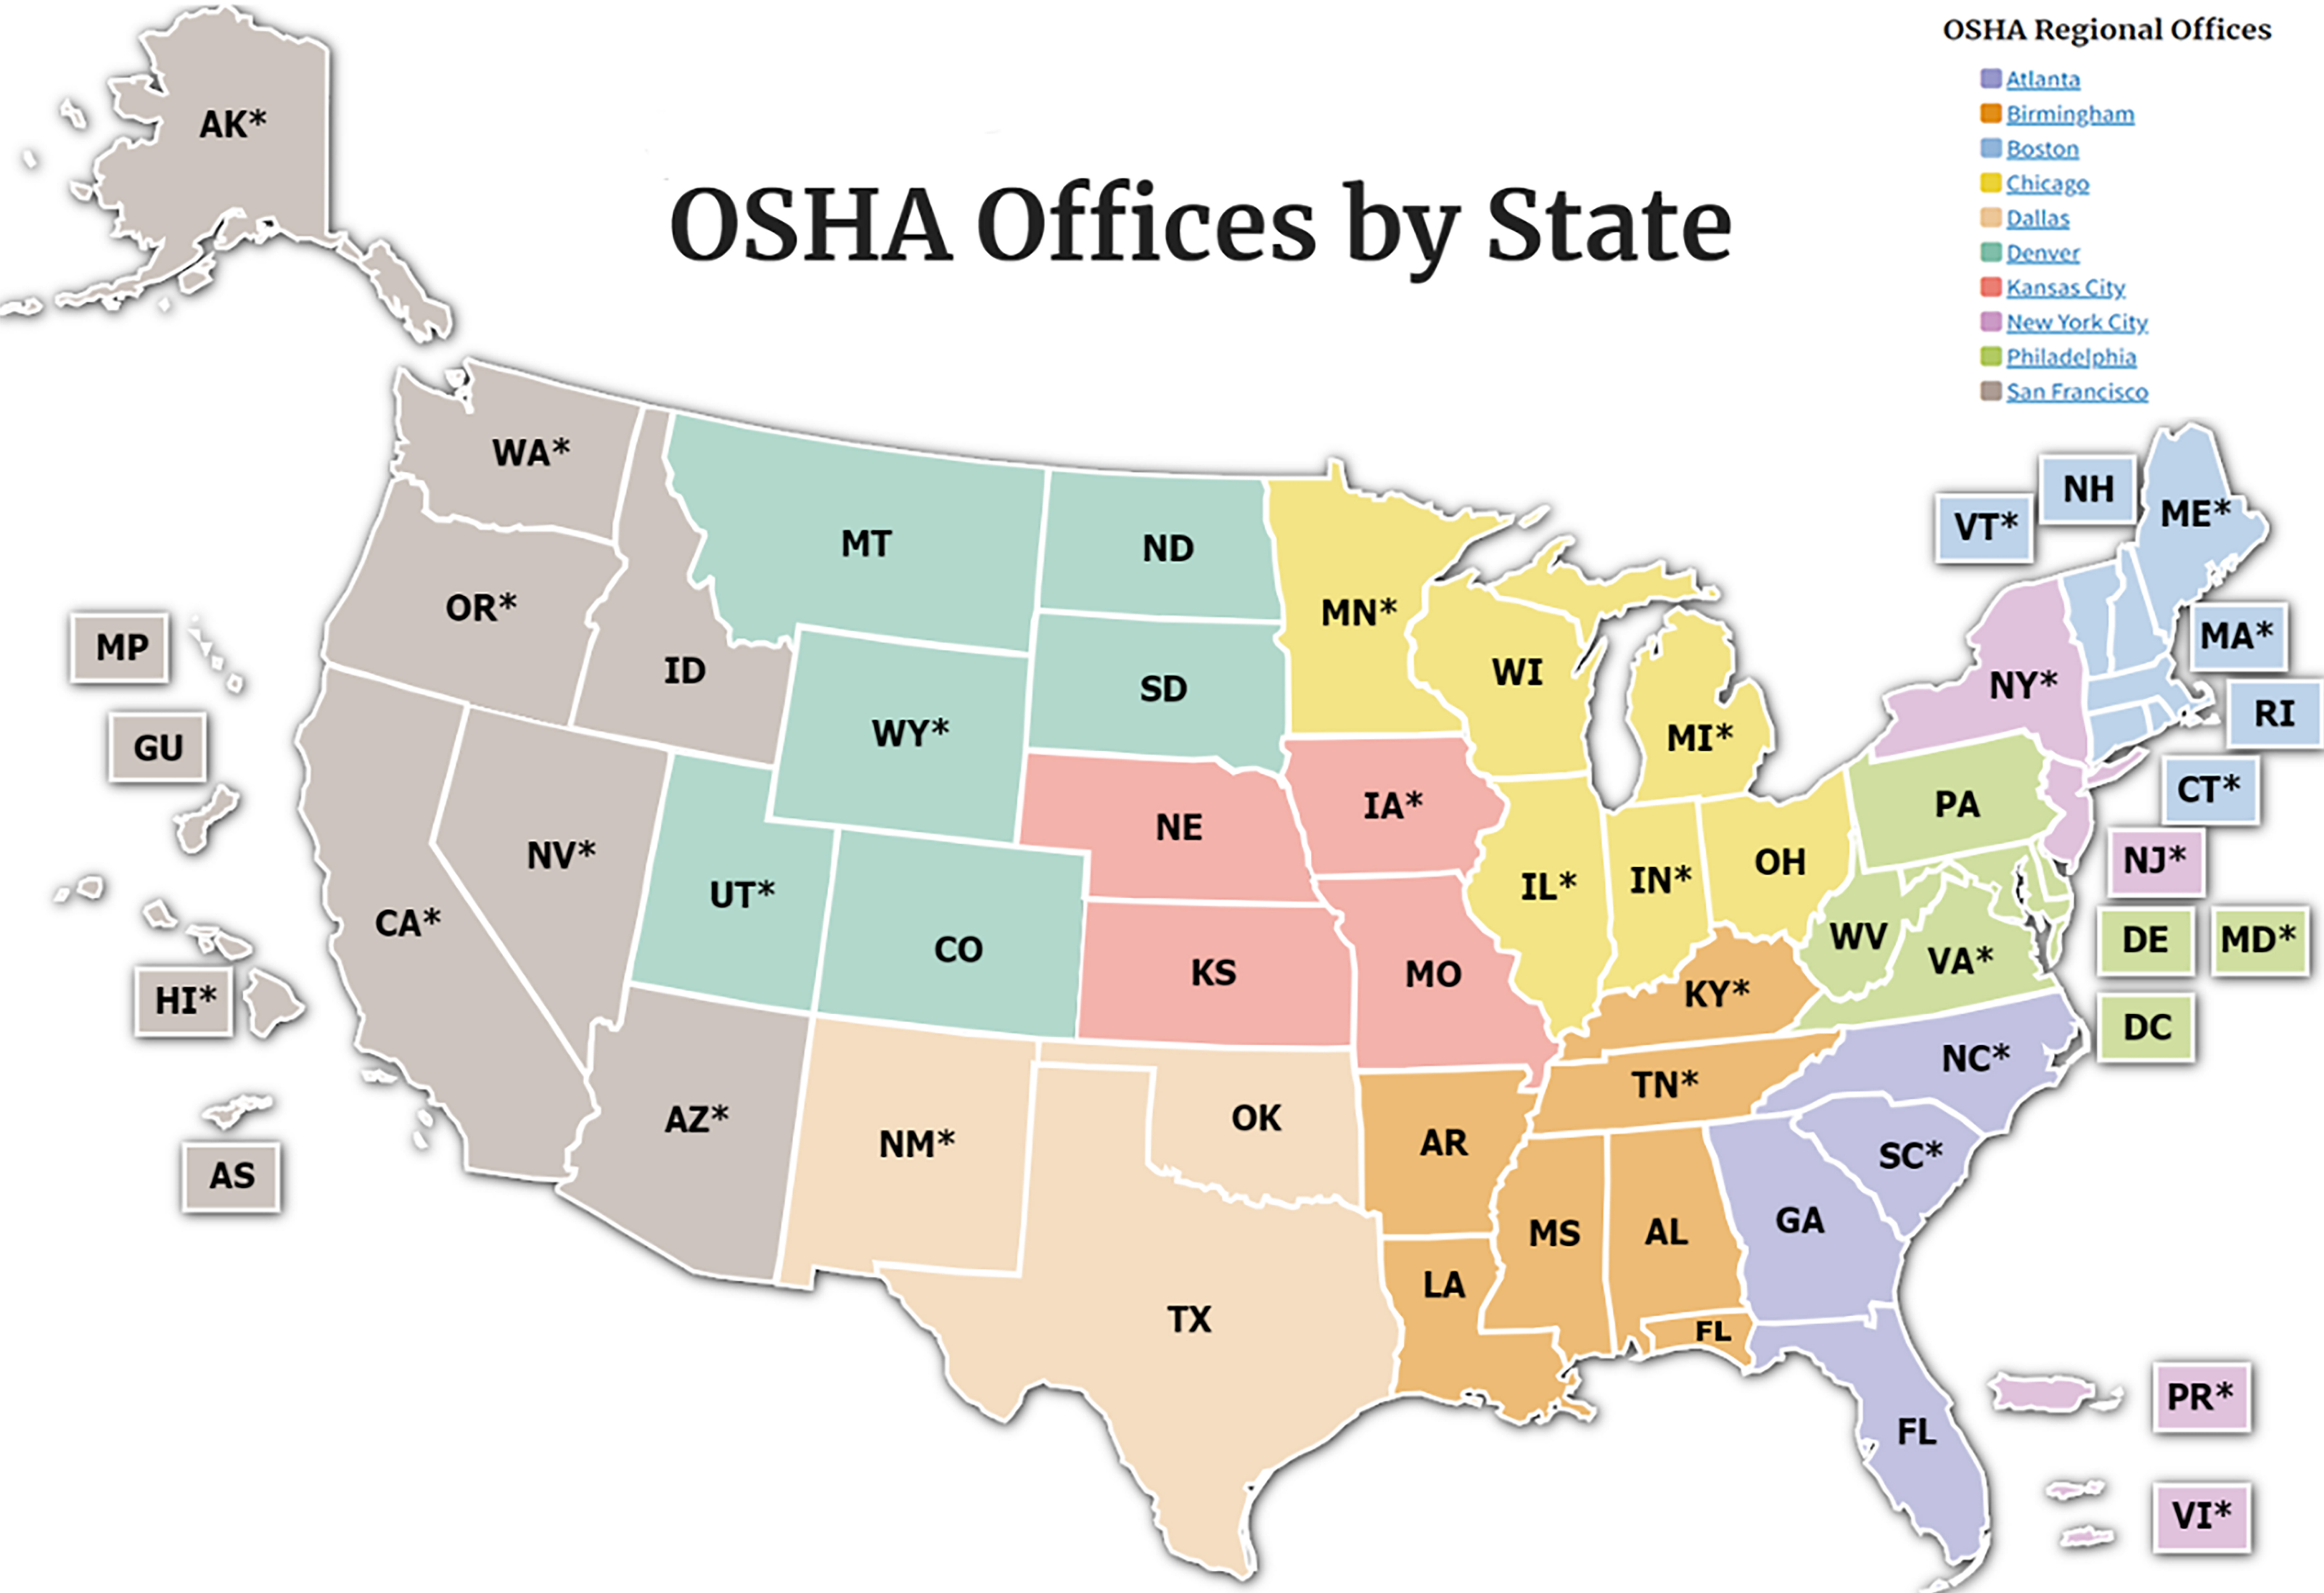 OSHA Regional Offices
Atlanta
Birmingham
Boston
Chicago
Dallas
Denver
Kansas City
New York City
Philadelphia
San Francisco
OSHA Offices by State
AK*
WA*
MT
ND
MN*
VT*
NH
ME*
OR*
ID
SD
WI
MI*
NY*
MA*
RI
MP
GU
WY*
NE
IA*
PA
CT*
NV*
UT*
CO
KS
MO
IL*
IN*
OH
NJ*
WV
VA*
DE
MD*
DC
CA*
HI*
AS
AZ*
NM*
OK
AR
KY*
TN*
NC*
SC*
TX
LA
MS
AL
GA
FL
FL
PR*
VI*